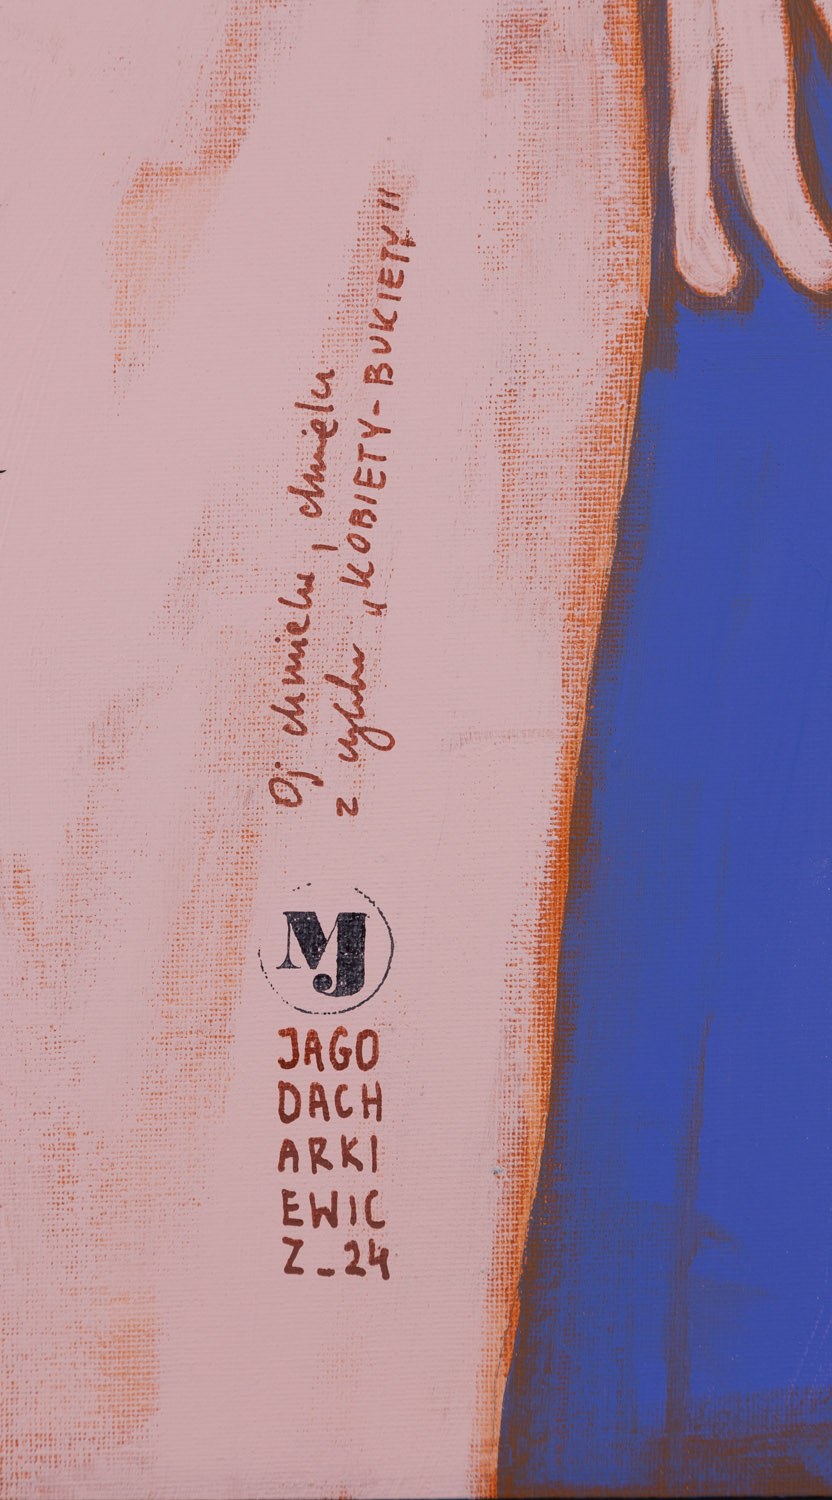 Oj chmielu, chmielu
z cyklu „KOBIETY-BUKIETY"
MJ
JAGO
DACH
ARKI
EWIC
Z_24